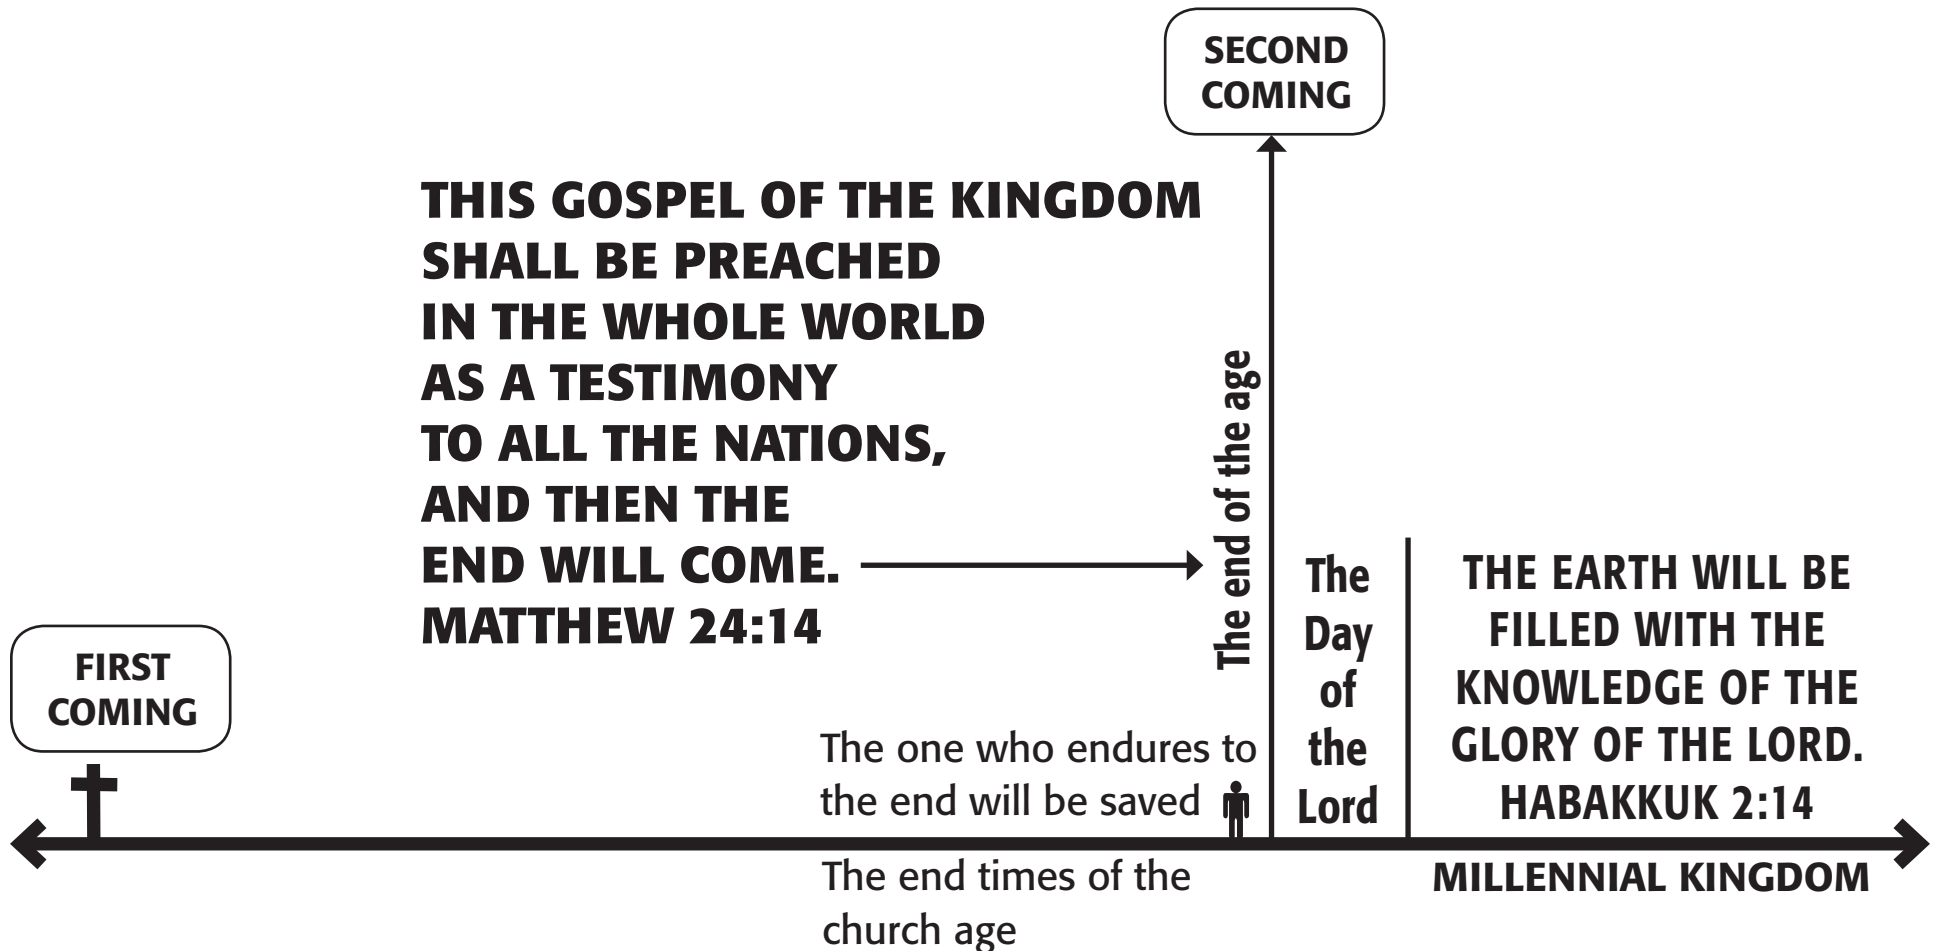 SECOND
COMING
THIS GOSPEL OF THE KINGDOM
SHALL BE PREACHED
IN THE WHOLE WORLD
AS A TESTIMONY
TO ALL THE NATIONS,
AND THEN THE
END WILL COME.
MATTHEW 24:14
The end of the age
FIRST
COMING
The one who endures to
the end will be saved
The
Day
of
the
Lord
THE EARTH WILL BE
FILLED WITH THE
KNOWLEDGE OF THE
GLORY OF THE LORD.
HABAKKUK 2:14
The end times of the
church age
MILLENNIAL KINGDOM